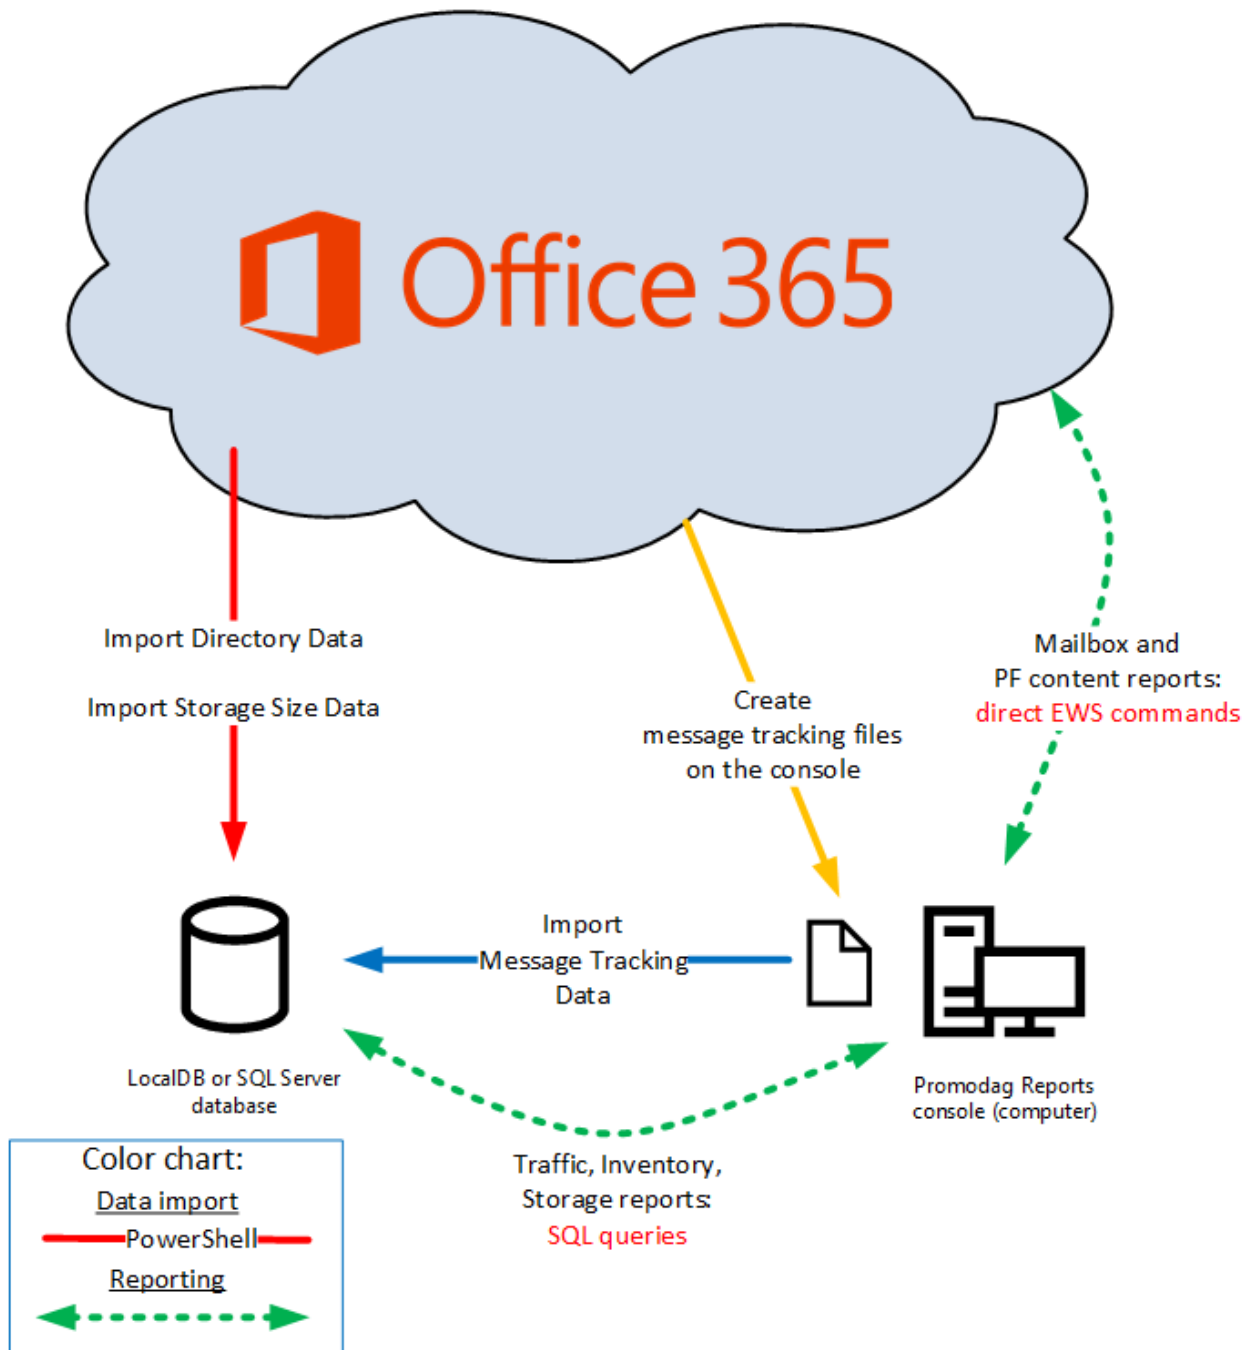 Office 365
Import Directory Data
Import Storage Size Data
Create
message tracking files
on the console
Mailbox and
PF content reports:
direct EWS commands
Import
Message Tracking
Data
LocalDB or SQL Server
database
Promodag Reports
console (computer)
Traffic, Inventory,
Storage reports:
SQL queries
Color chart:
Data import
PowerShell
Reporting